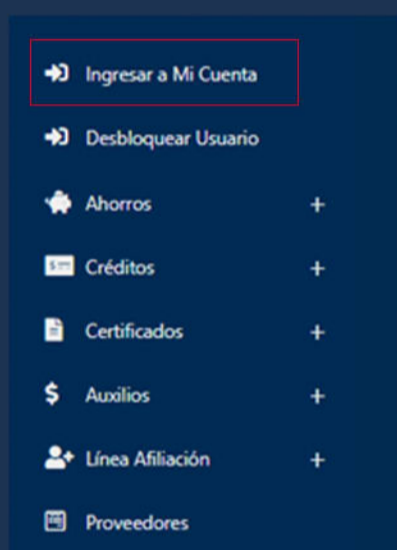 Ingresar a Mi Cuenta
Desbloquear Usuario
Ahorros +
Créditos +
Certificados +
Auxilios +
Línea Afiliación +
Proveedores